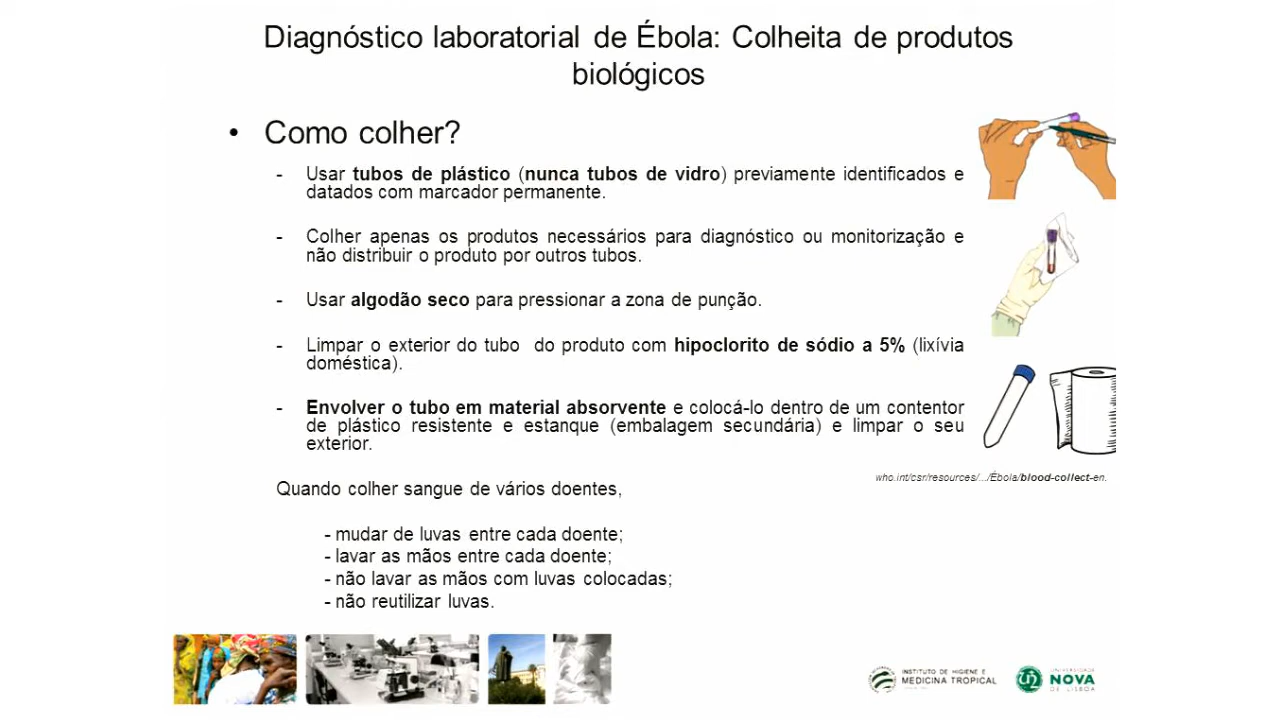 Diagnóstico laboratorial de Ébola: Colheita de produtos
biológicos
• Como colher?
- Usar tubos de plástico (nunca tubos de vidro) previamente identificados e
datados com marcador permanente.
- Colher apenas os produtos necessários para diagnóstico ou monitorização e
não distribuir o produto por outros tubos.
- Usar algodão seco para pressionar a zona de punção.
- Limpar o exterior do tubo do produto com hipoclorito de sódio a 5% (lixívia
doméstica).
- Envolver o tubo em material absorvente e colocá-lo dentro de um contentor
de plástico resistente e estanque (embalagem secundária) e limpar o seu
exterior.
who.int/csr/resources/.../Ébola/blood-collect-en.
Quando colher sangue de vários doentes,
- mudar de luvas entre cada doente;
- lavar as mãos entre cada doente;
- não lavar as mãos com luvas colocadas;
- não reutilizar luvas.
INSTITUTO DE HIGIENE E
MEDICINA TROPICAL
UNIVERSIDADE
NOVA
DE LISBOA